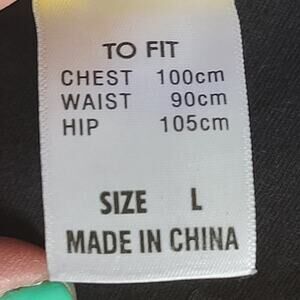 TO FIT
CHEST 100cm
WAIST 90cm
HIP 105cm
SIZE L
MADE IN CHINA